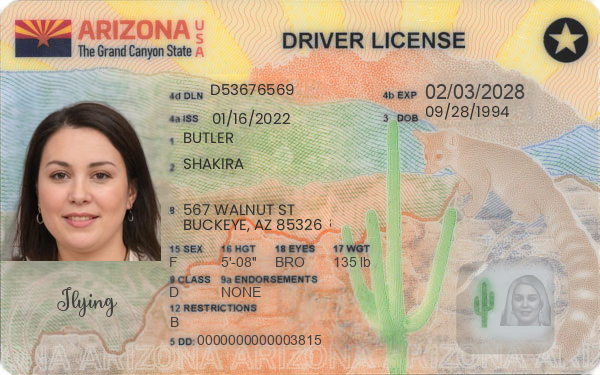 ARIZONA USA
The Grand Canyon State
DRIVER LICENSE
4d DLN D53676569
4b EXP 02/03/2028
4a ISS 01/16/2022
3 DOB 09/28/1994
1 BUTLER
2 SHAKIRA
8 567 WALNUT ST
BUCKEYE, AZ 85326
15 SEX 16 HGT 18 EYES 17 WGT
F 5'-08" BRO 135 lb
9 CLASS 9a ENDORSEMENTS
D NONE
12 RESTRICTIONS
B
5 DD: 0000000000003815
Jlying
ARIZONA ARIZONA ARIZONA ARIZONA